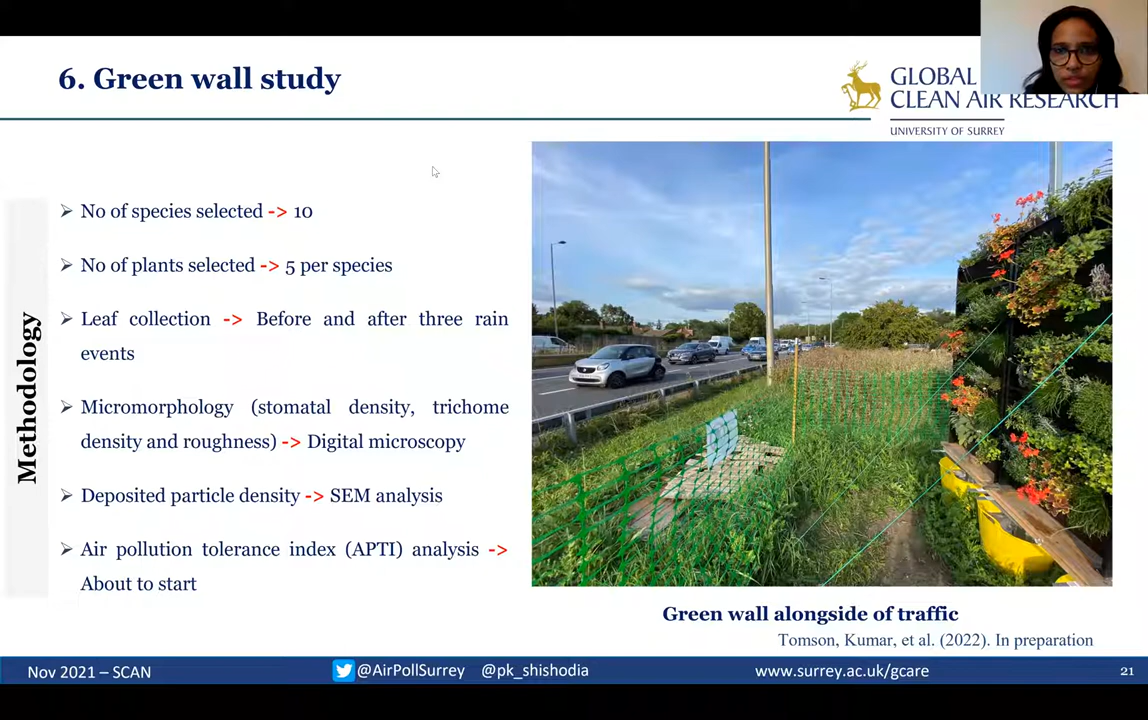 6. Green wall study
GLOBAL
CLEAN AIR RESEARCH
UNIVERSITY OF SURREY
Methodology
No of species selected -> 10
No of plants selected -> 5 per species
Leaf collection -> Before and after three rain
events
Micromorphology (stomatal density, trichome
density and roughness) -> Digital microscopy
Deposited particle density -> SEM analysis
Air pollution tolerance index (APTI) analysis ->
About to start
Green wall alongside of traffic
Tomson, Kumar, et al. (2022). In preparation
Nov 2021 – SCAN
@AirPollSurrey @pk_shishodia
www.surrey.ac.uk/gcare
21